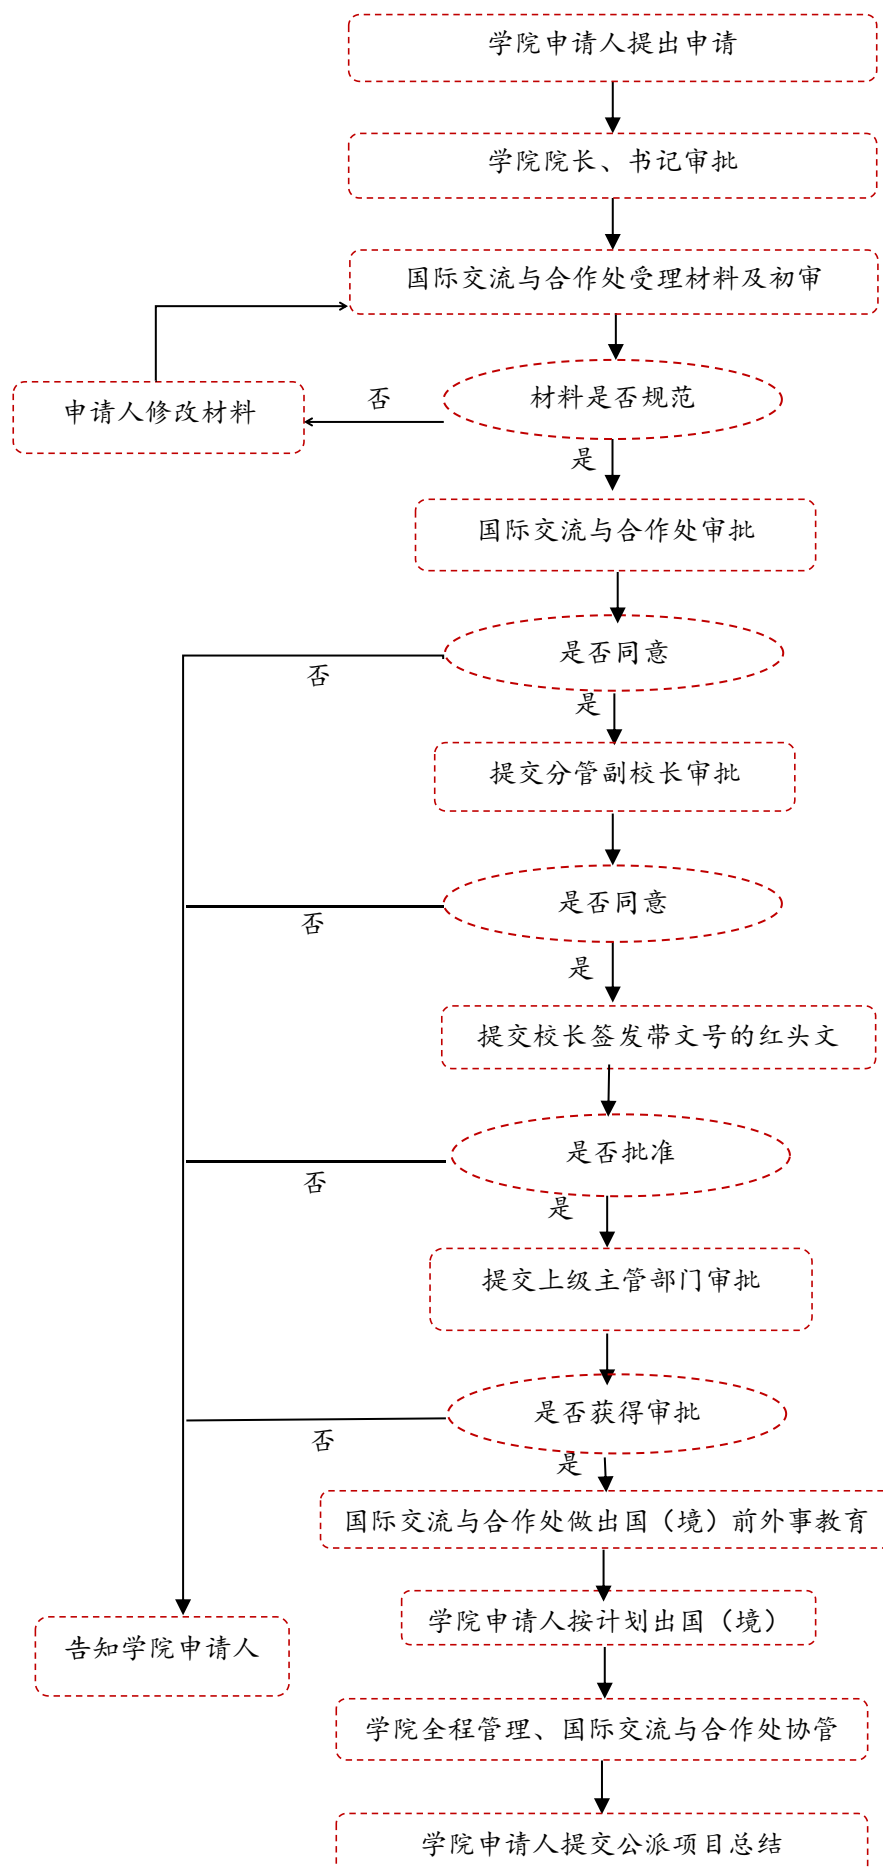 学院申请人提出申请
学院院长、书记审批
国际交流与合作处受理材料及初审
材料是否规范
否
申请人修改材料
是
国际交流与合作处审批
是否同意
否
是
提交分管副校长审批
是否同意
否
是
提交校长签发带文号的红头文
是否批准
否
是
提交上级主管部门审批
是否获得审批
否
是
国际交流与合作处做出国（境）前外事教育
学院申请人按计划出国（境）
告知学院申请人
学院全程管理、国际交流与合作处协管
学院申请人提交公派项目总结